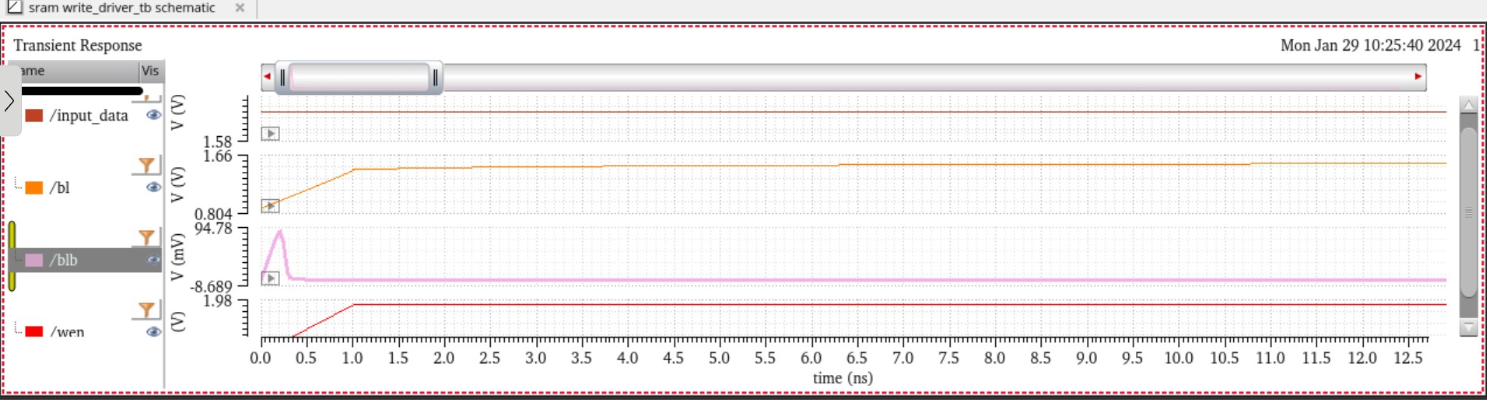 sram write_driver_tb schematic ×
Transient Response Mon Jan 29 10:25:40 2024 1
ame Vis
/input_data V (V)
1.58
1.66
/bl V (V)
0.804
94.78
/blb V (mV)
-8.689
1.98
/wen (V)
0.0 0.5 1.0 1.5 2.0 2.5 3.0 3.5 4.0 4.5 5.0 5.5 6.0 6.5 7.0 7.5 8.0 8.5 9.0 9.5 10.0 10.5 11.0 11.5 12.0 12.5
time (ns)